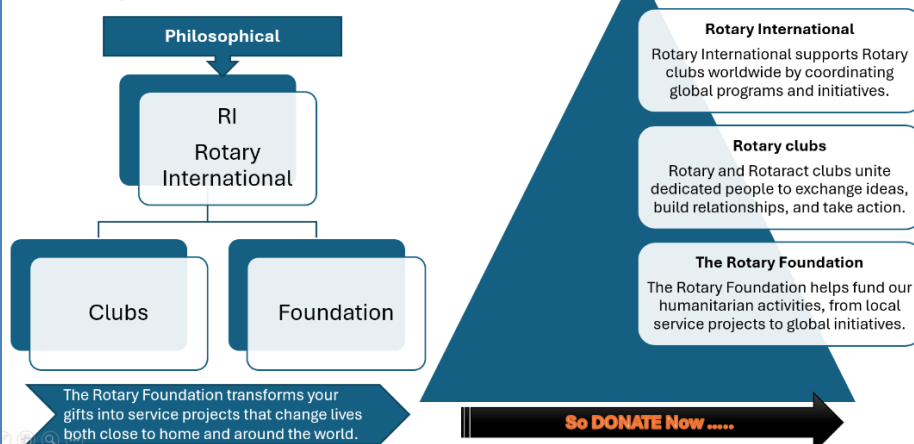 Philosophical
RI
Rotary
International
Clubs
Foundation
The Rotary Foundation transforms your
gifts into service projects that change lives
both close to home and around the world.
Rotary International
Rotary International supports Rotary
clubs worldwide by coordinating
global programs and initiatives.
Rotary clubs
Rotary and Rotaract clubs unite
dedicated people to exchange ideas,
build relationships, and take action.
The Rotary Foundation
The Rotary Foundation helps fund our
humanitarian activities, from local
service projects to global initiatives.
So DONATE Now .....